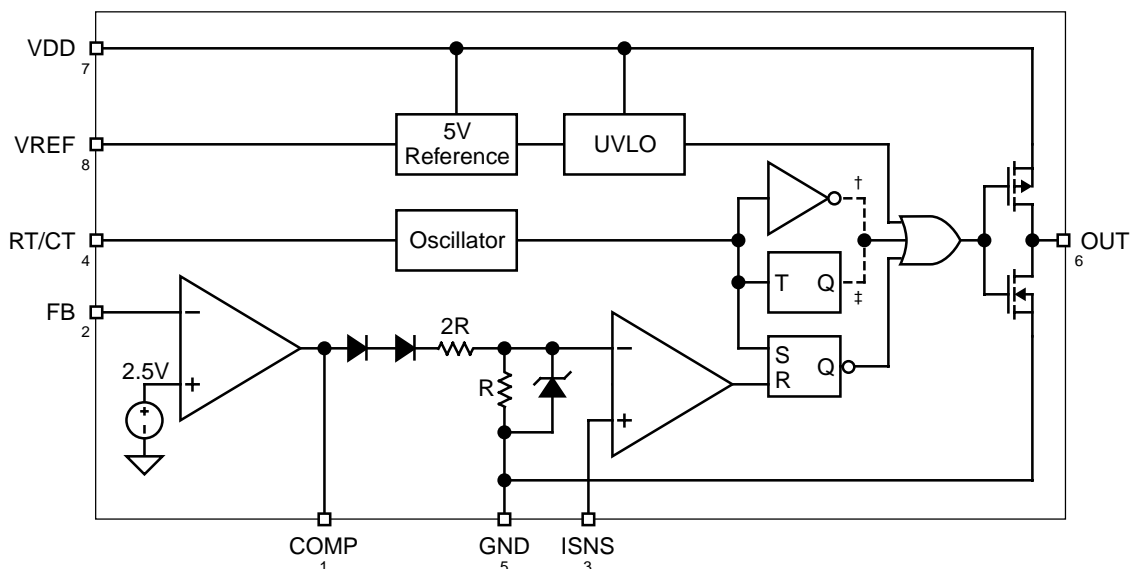 VDD
7
VREF
8
5V
Reference
UVLO
†
RT/CT
4
Oscillator
OUT
6
T Q
‡
FB
2
−
2R
−
S
R
Q
2.5V
+
R
+
-
+
COMP
1
GND
5
ISNS
3